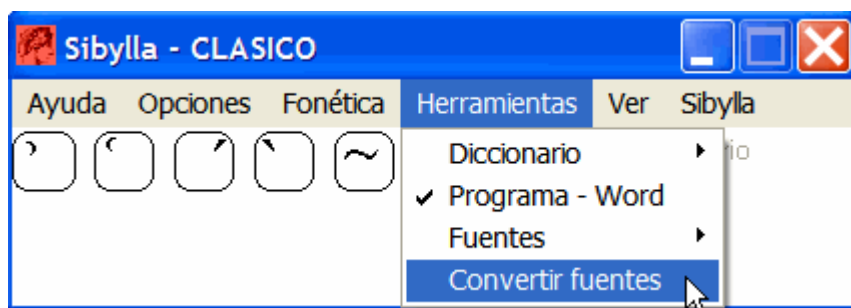 Sibylla - CLASICO
Ayuda Opciones Fonética Herramientas Ver Sibylla
Diccionario
Programa - Word
Fuentes
Convertir fuentes